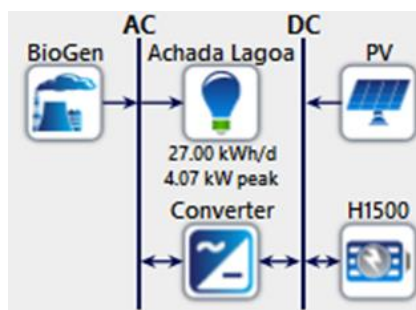 AC DC
BioGen Achada Lagoa PV
27.00 kWh/d
4.07 kW peak
Converter H1500